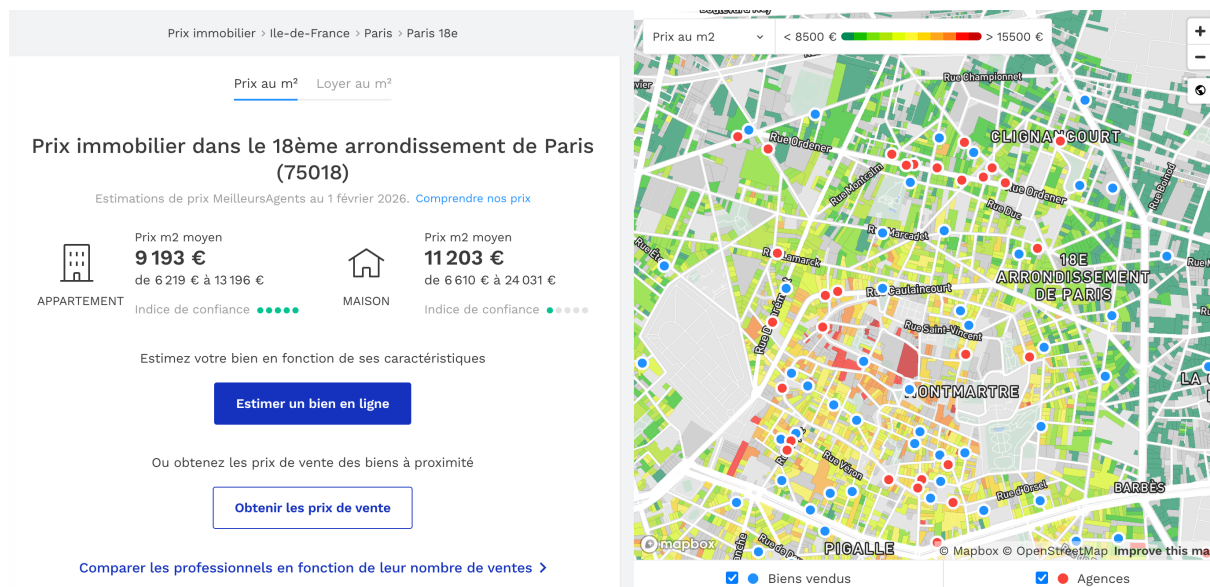 Prix immobilier > Ile-de-France > Paris > Paris 18e
Prix au m²
Loyer au m²
Prix immobilier dans le 18ème arrondissement de Paris
(75018)
Estimations de prix MeilleursAgents au 1 février 2026. Comprendre nos prix
APPARTEMENT
Prix m2 moyen
9 193 €
de 6 219 € à 13 196 €
Indice de confiance
MAISON
Prix m2 moyen
11 203 €
de 6 610 € à 24 031 €
Indice de confiance
Estimez votre bien en fonction de ses caractéristiques
Estimer un bien en ligne
Ou obtenez les prix de vente des biens à proximité
Obtenir les prix de vente
Comparer les professionnels en fonction de leur nombre de ventes >
Prix au m2
< 8500 €
> 15500 €
+
−
Rue Championnet
CLIGNANCOURT
Rue Ordener
Rue Montcalm
Rue Ordener
Rue Boinod
Rue Duc
Rue Marcadet
Rue Lamarck
18E
ARRONDISSEMENT
DE PARIS
Rue Caulaincourt
Rue Saint-Vincent
MONTMARTRE
Rue Véron
Rue d'Orsel
BARBÈS
PIGALLE
mapbox
© Mapbox © OpenStreetMap Improve this ma
Biens vendus
Agences